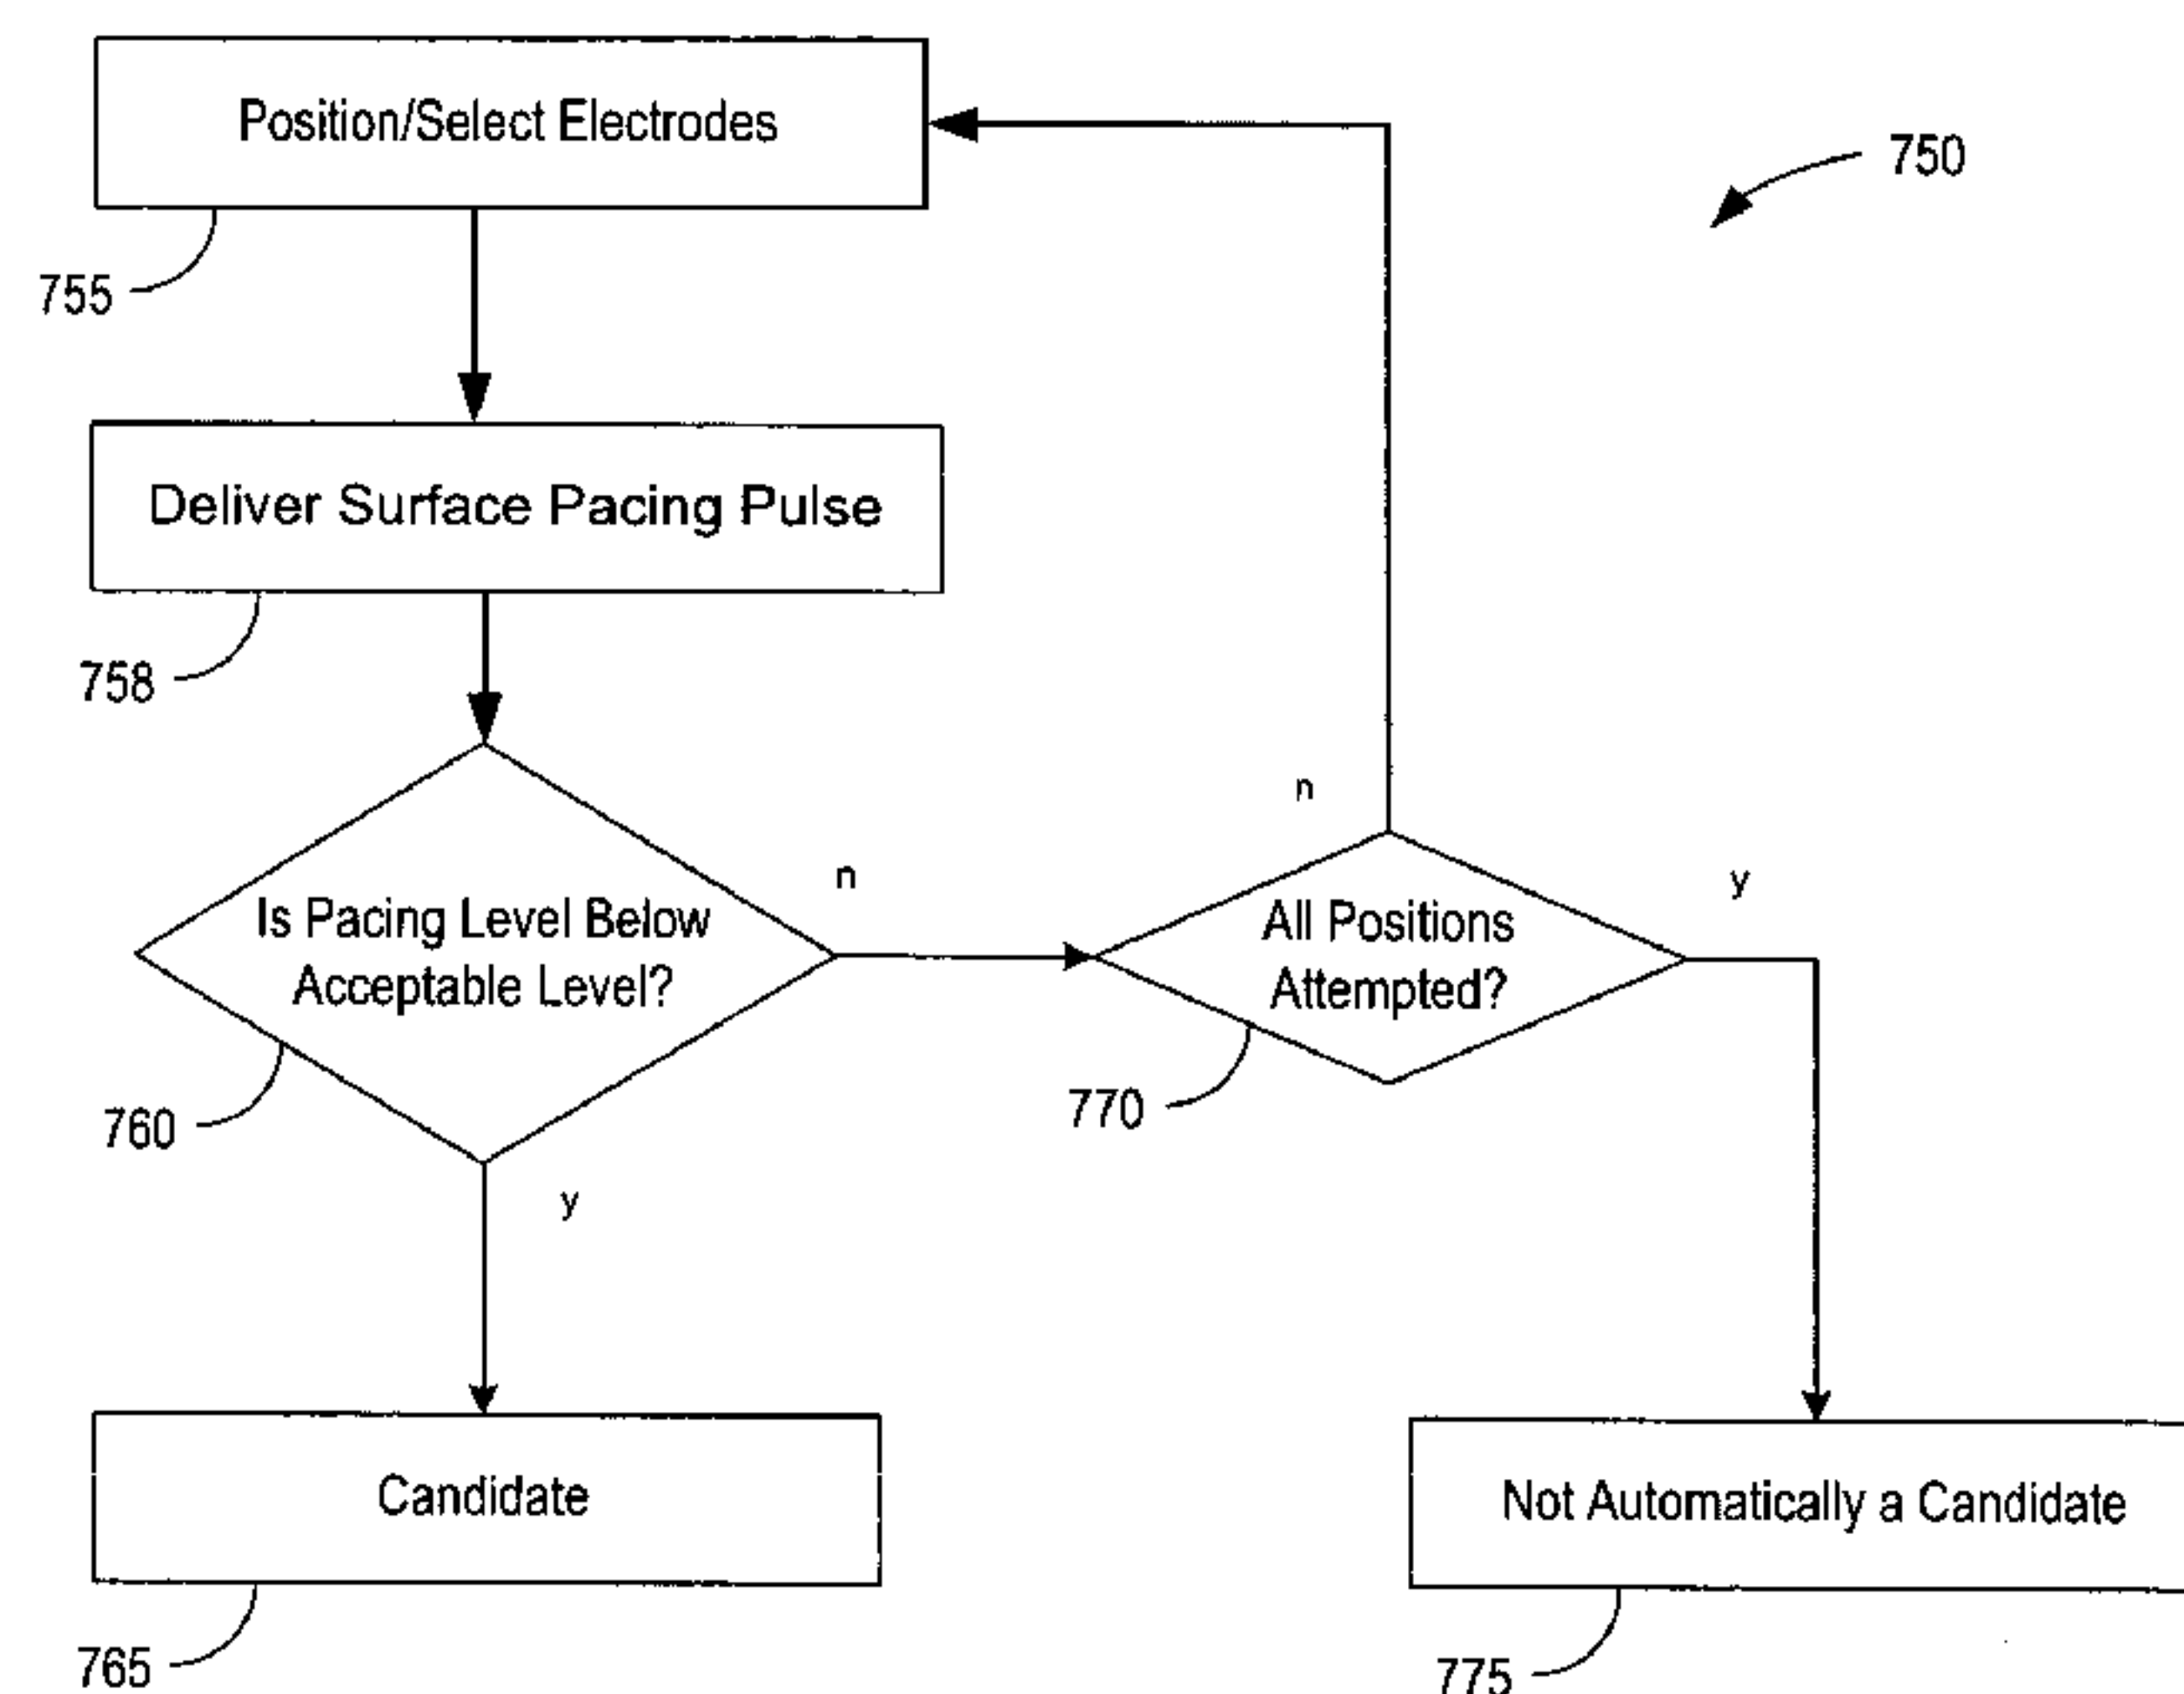 Position/Select Electrodes
750
755
Deliver Surface Pacing Pulse
758
n
n
y
Is Pacing Level Below
Acceptable Level?
All Positions
Attempted?
760
770
y
Candidate
Not Automatically a Candidate
765
775